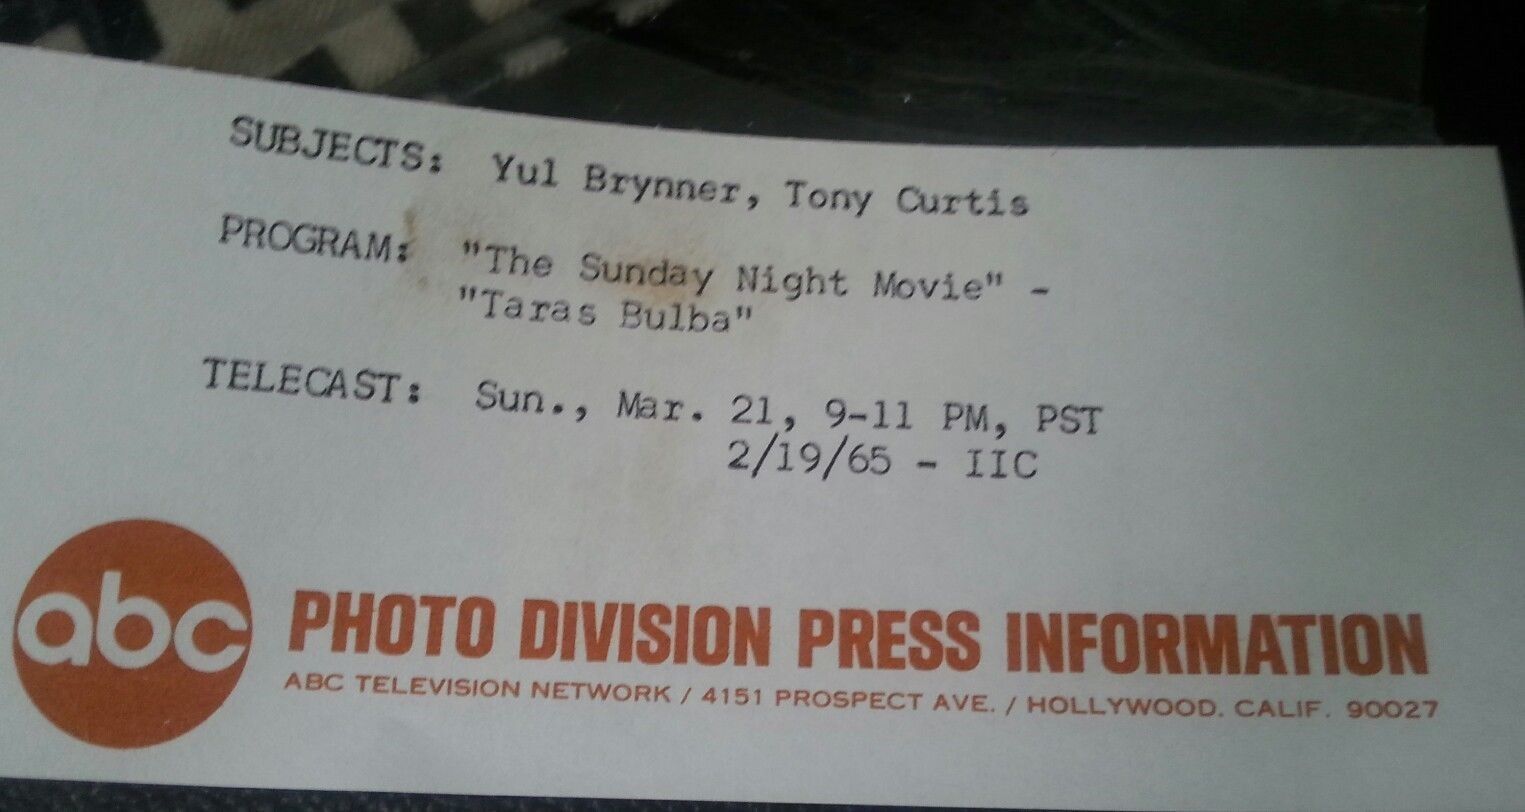 SUBJECTS: Yul Brynner, Tony Curtis
PROGRAM: "The Sunday Night Movie" -
"Taras Bulba"
TELECAST: Sun., Mar. 21, 9-11 PM, PST
2/19/65 - IIC
abc PHOTO DIVISION PRESS INFORMATION
ABC TELEVISION NETWORK / 4151 PROSPECT AVE. / HOLLYWOOD. CALIF. 90027